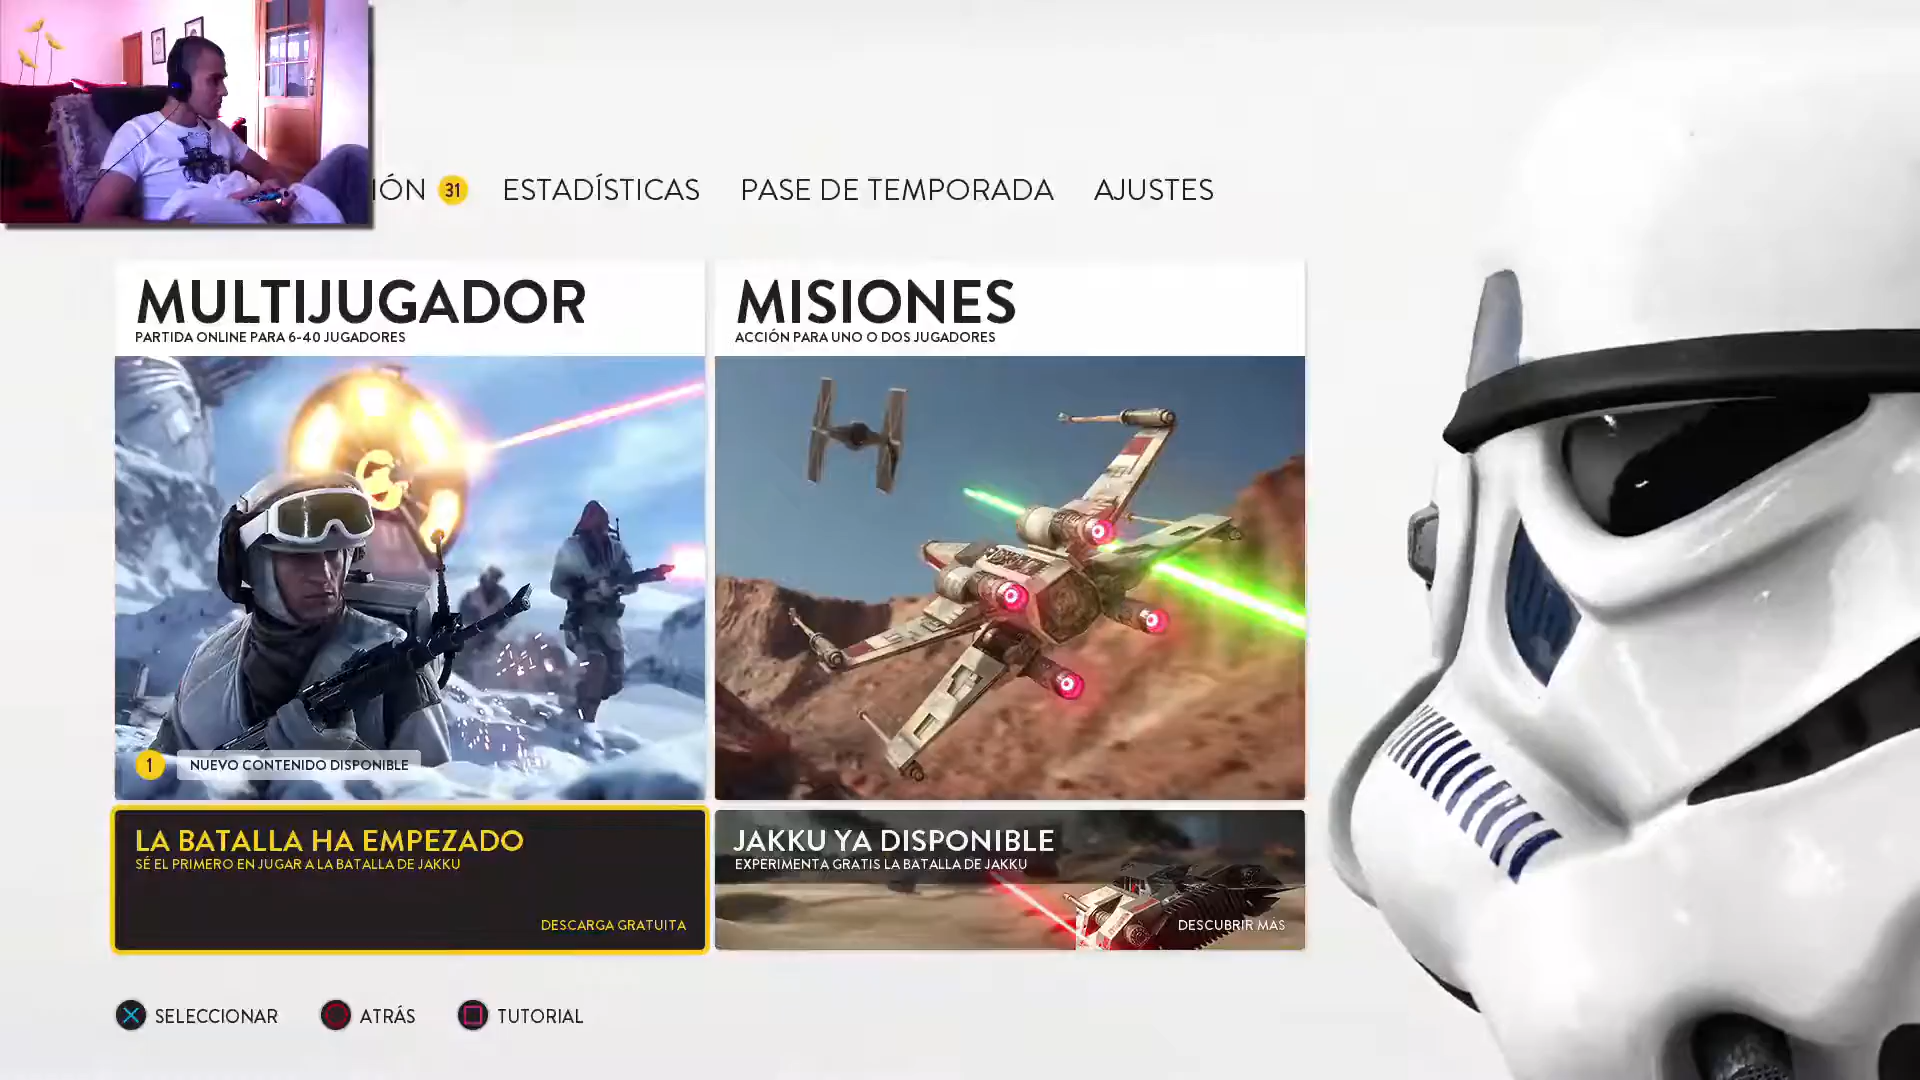 31
ESTADÍSTICAS
PASE DE TEMPORADA
AJUSTES
MULTIJUGADOR
PARTIDA ONLINE PARA 6-40 JUGADORES
1
NUEVO CONTENIDO DISPONIBLE
MISIONES
ACCIÓN PARA UNO O DOS JUGADORES
LA BATALLA HA EMPEZADO
SÉ EL PRIMERO EN JUGAR A LA BATALLA DE JAKKU
DESCARGA GRATUITA
JAKKU YA DISPONIBLE
EXPERIMENTA GRATIS LA BATALLA DE JAKKU
DESCUBRIR MÁS
SELECCIONAR
ATRÁS
TUTORIAL